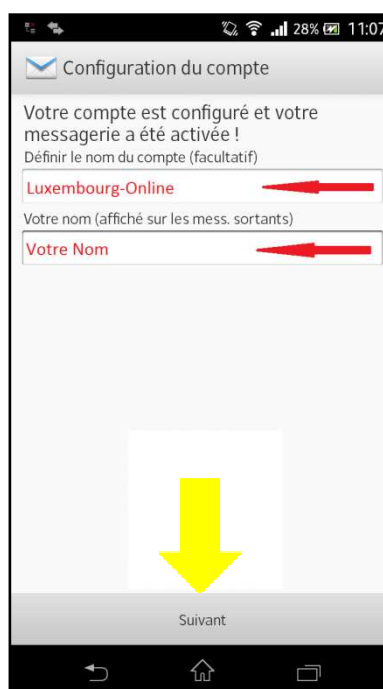 28% 11:07
Configuration du compte
Votre compte est configuré et votre
messagerie a été activée !
Définir le nom du compte (facultatif)
Luxembourg-Online
Votre nom (affiché sur les mess. sortants)
Votre Nom
Suivant